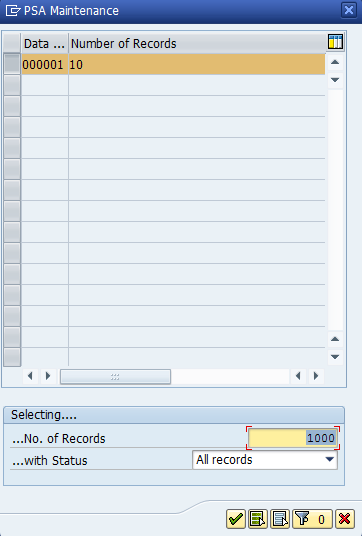 PSA Maintenance
Data ... Number of Records
000001 10
Selecting....
...No. of Records 1000
...with Status All records
0